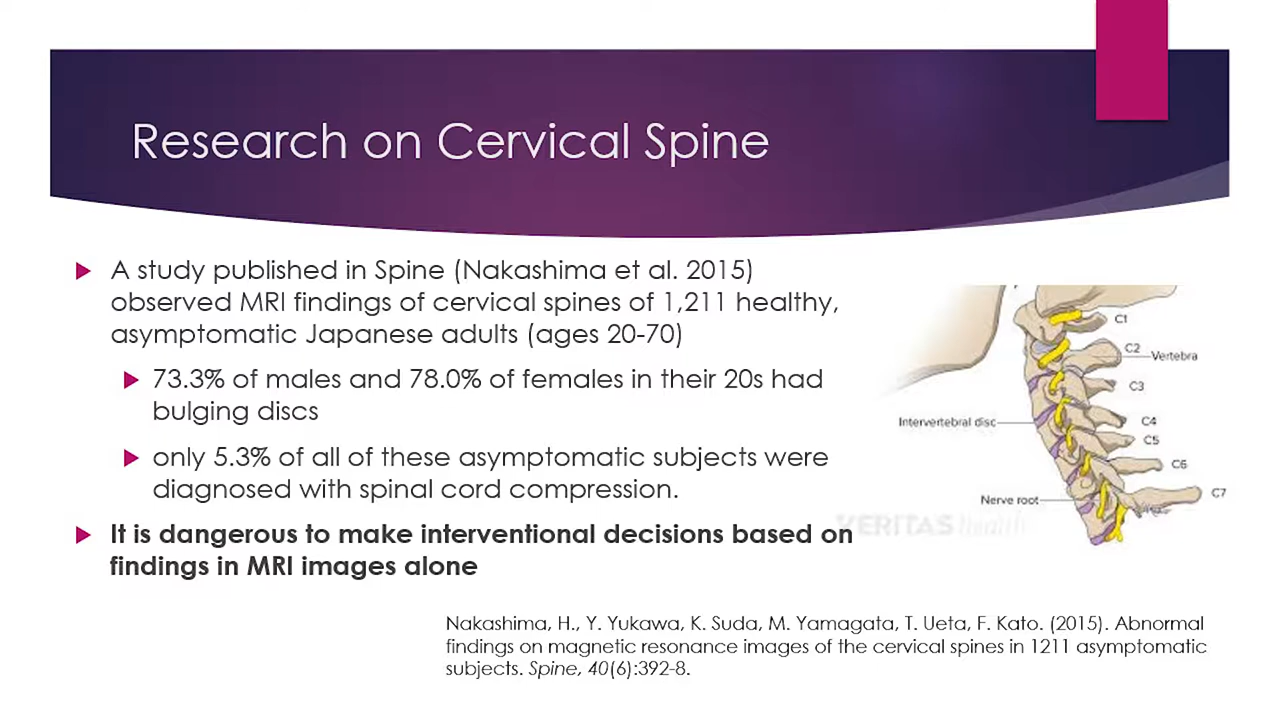 Research on Cervical Spine
A study published in Spine (Nakashima et al. 2015)
observed MRI findings of cervical spines of 1,211 healthy,
asymptomatic Japanese adults (ages 20-70)
73.3% of males and 78.0% of females in their 20s had
bulging discs
only 5.3% of all of these asymptomatic subjects were
diagnosed with spinal cord compression.
It is dangerous to make interventional decisions based on
findings in MRI images alone
C1
C2
Vertebra
C3
Intervertebral disc
C4
C5
C6
Nerve root
C7
VERITAS health
Nakashima, H., Y. Yukawa, K. Suda, M. Yamagata, T. Ueta, F. Kato. (2015). Abnormal
findings on magnetic resonance images of the cervical spines in 1211 asymptomatic
subjects. Spine, 40(6):392-8.